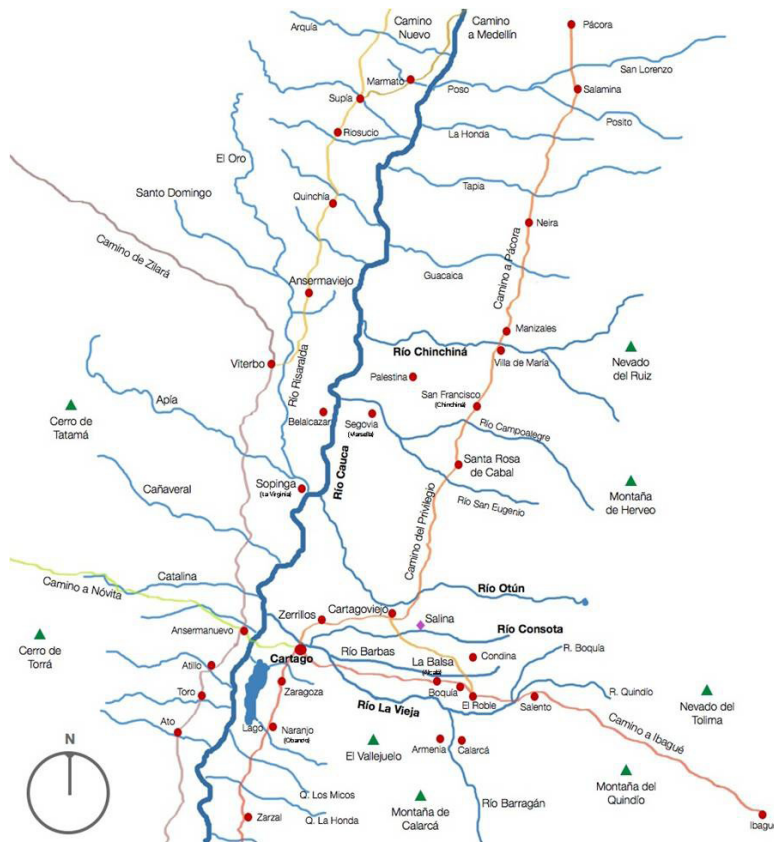 Camino
Nuevo
Camino
a Medellín
Pácora
Arquía
San Lorenzo
Marmato
Poso
Salamina
Supía
Posito
Riosucio
La Honda
El Oro
Tapia
Santo Domingo
Quinchía
Neira
Camino de Zilará
Guacaica
Camino a Pácora
Ansermaviejo
Manizales
Río Chinchiná
Villa de María
Nevado
del Ruiz
Viterbo
Río Risaralda
Palestina
San Francisco
(Chinchiná)
Apía
Cerro de
Tatamá
Belalcazar
Segovia
(Marsella)
Río Campoalegre
Río Cauca
Santa Rosa
de Cabal
Sopinga
(La Virginia)
Cañaveral
Río San Eugenio
Montaña
de Herveo
Camino del Privilegio
Catalina
Camino a Nóvita
Río Otún
Zerrillos
Cartagoviejo
Salina
Ansermanuevo
Río Consota
Cerro de
Torrá
Cartago
Río Barbas
La Balsa
(Alcalá)
Condina
R. Boquía
Atillo
Zaragoza
Boquía
El Roble
Salento
R. Quindío
Toro
Río La Vieja
Nevado del
Tolima
Ato
Lago
Naranjo
(Obando)
Armenia
Calarcá
Camino a Ibagué
N
El Vallejuelo
Montaña del
Quindío
Q. Los Micos
Montaña de
Calarcá
Río Barragán
Zarzal
Q. La Honda
Ibagué